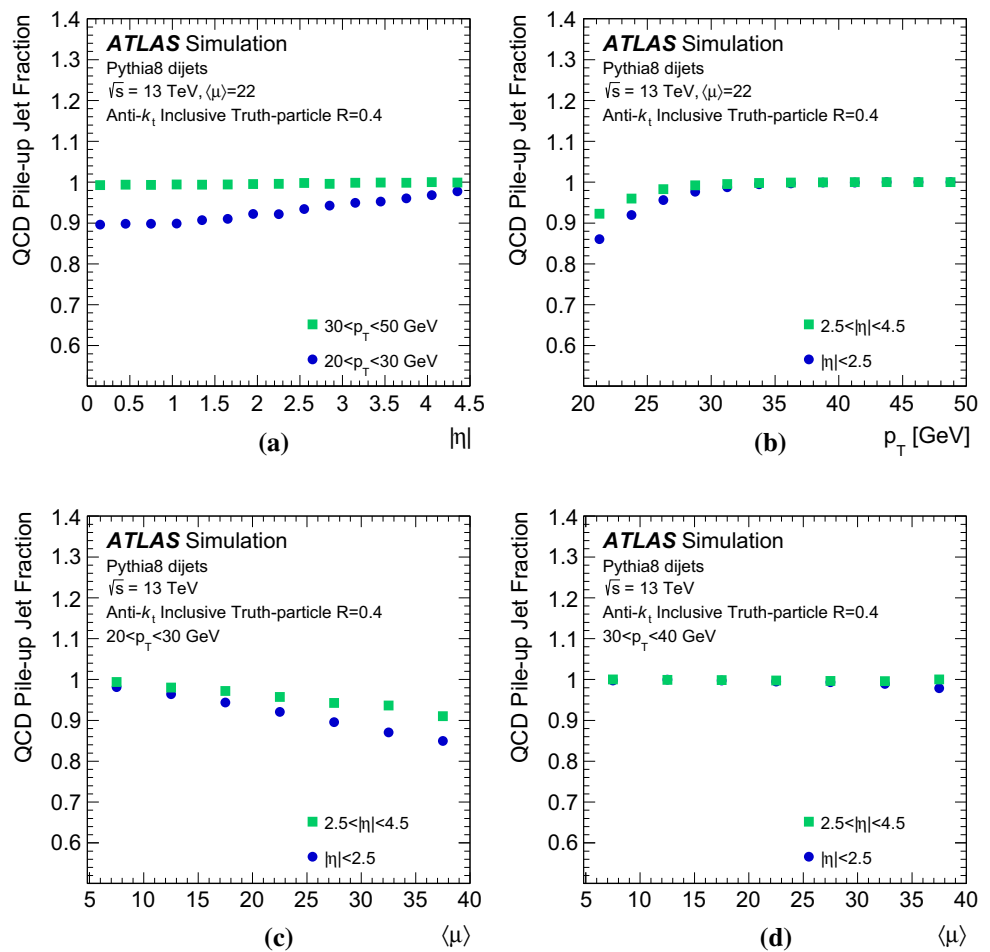 QCD Pile-up Jet Fraction
1.4
1.3
1.2
1.1
1
0.9
0.8
0.7
0.6
ATLAS Simulation
Pythia8 dijets
√s = 13 TeV, ⟨μ⟩=22
Anti-kt Inclusive Truth-particle R=0.4
30<pT<50 GeV
20<pT<30 GeV
0 0.5 1 1.5 2 2.5 3 3.5 4 4.5
(a)
|η|
QCD Pile-up Jet Fraction
1.4
1.3
1.2
1.1
1
0.9
0.8
0.7
0.6
ATLAS Simulation
Pythia8 dijets
√s = 13 TeV, ⟨μ⟩=22
Anti-kt Inclusive Truth-particle R=0.4
2.5<|η|<4.5
|η|<2.5
20 25 30 35 40 45 50
(b)
pT [GeV]
QCD Pile-up Jet Fraction
1.4
1.3
1.2
1.1
1
0.9
0.8
0.7
0.6
ATLAS Simulation
Pythia8 dijets
√s = 13 TeV
Anti-kt Inclusive Truth-particle R=0.4
20<pT<30 GeV
2.5<|η|<4.5
|η|<2.5
5 10 15 20 25 30 35 40
(c)
⟨μ⟩
QCD Pile-up Jet Fraction
1.4
1.3
1.2
1.1
1
0.9
0.8
0.7
0.6
ATLAS Simulation
Pythia8 dijets
√s = 13 TeV
Anti-kt Inclusive Truth-particle R=0.4
30<pT<40 GeV
2.5<|η|<4.5
|η|<2.5
5 10 15 20 25 30 35 40
(d)
⟨μ⟩